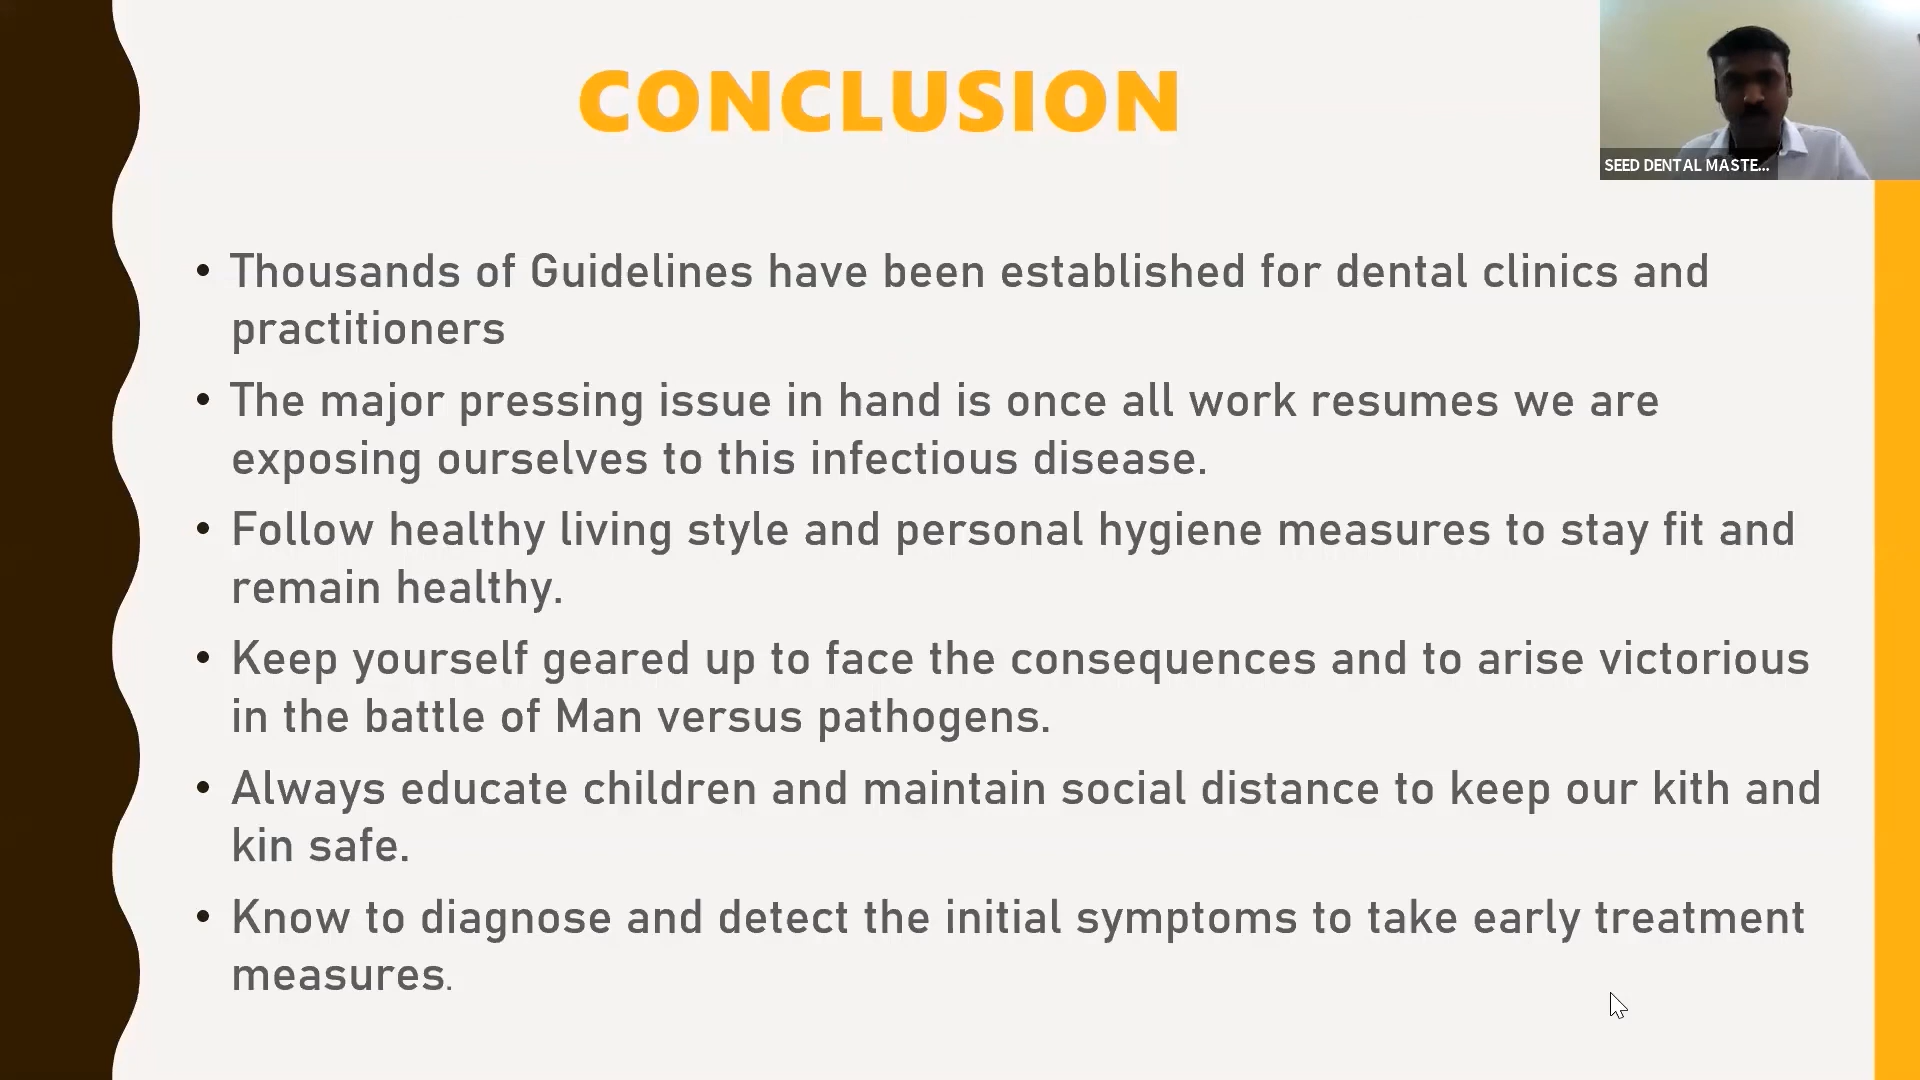 CONCLUSION
SEED DENTAL MASTE...
• Thousands of Guidelines have been established for dental clinics and
practitioners
• The major pressing issue in hand is once all work resumes we are
exposing ourselves to this infectious disease.
• Follow healthy living style and personal hygiene measures to stay fit and
remain healthy.
• Keep yourself geared up to face the consequences and to arise victorious
in the battle of Man versus pathogens.
• Always educate children and maintain social distance to keep our kith and
kin safe.
• Know to diagnose and detect the initial symptoms to take early treatment
measures.